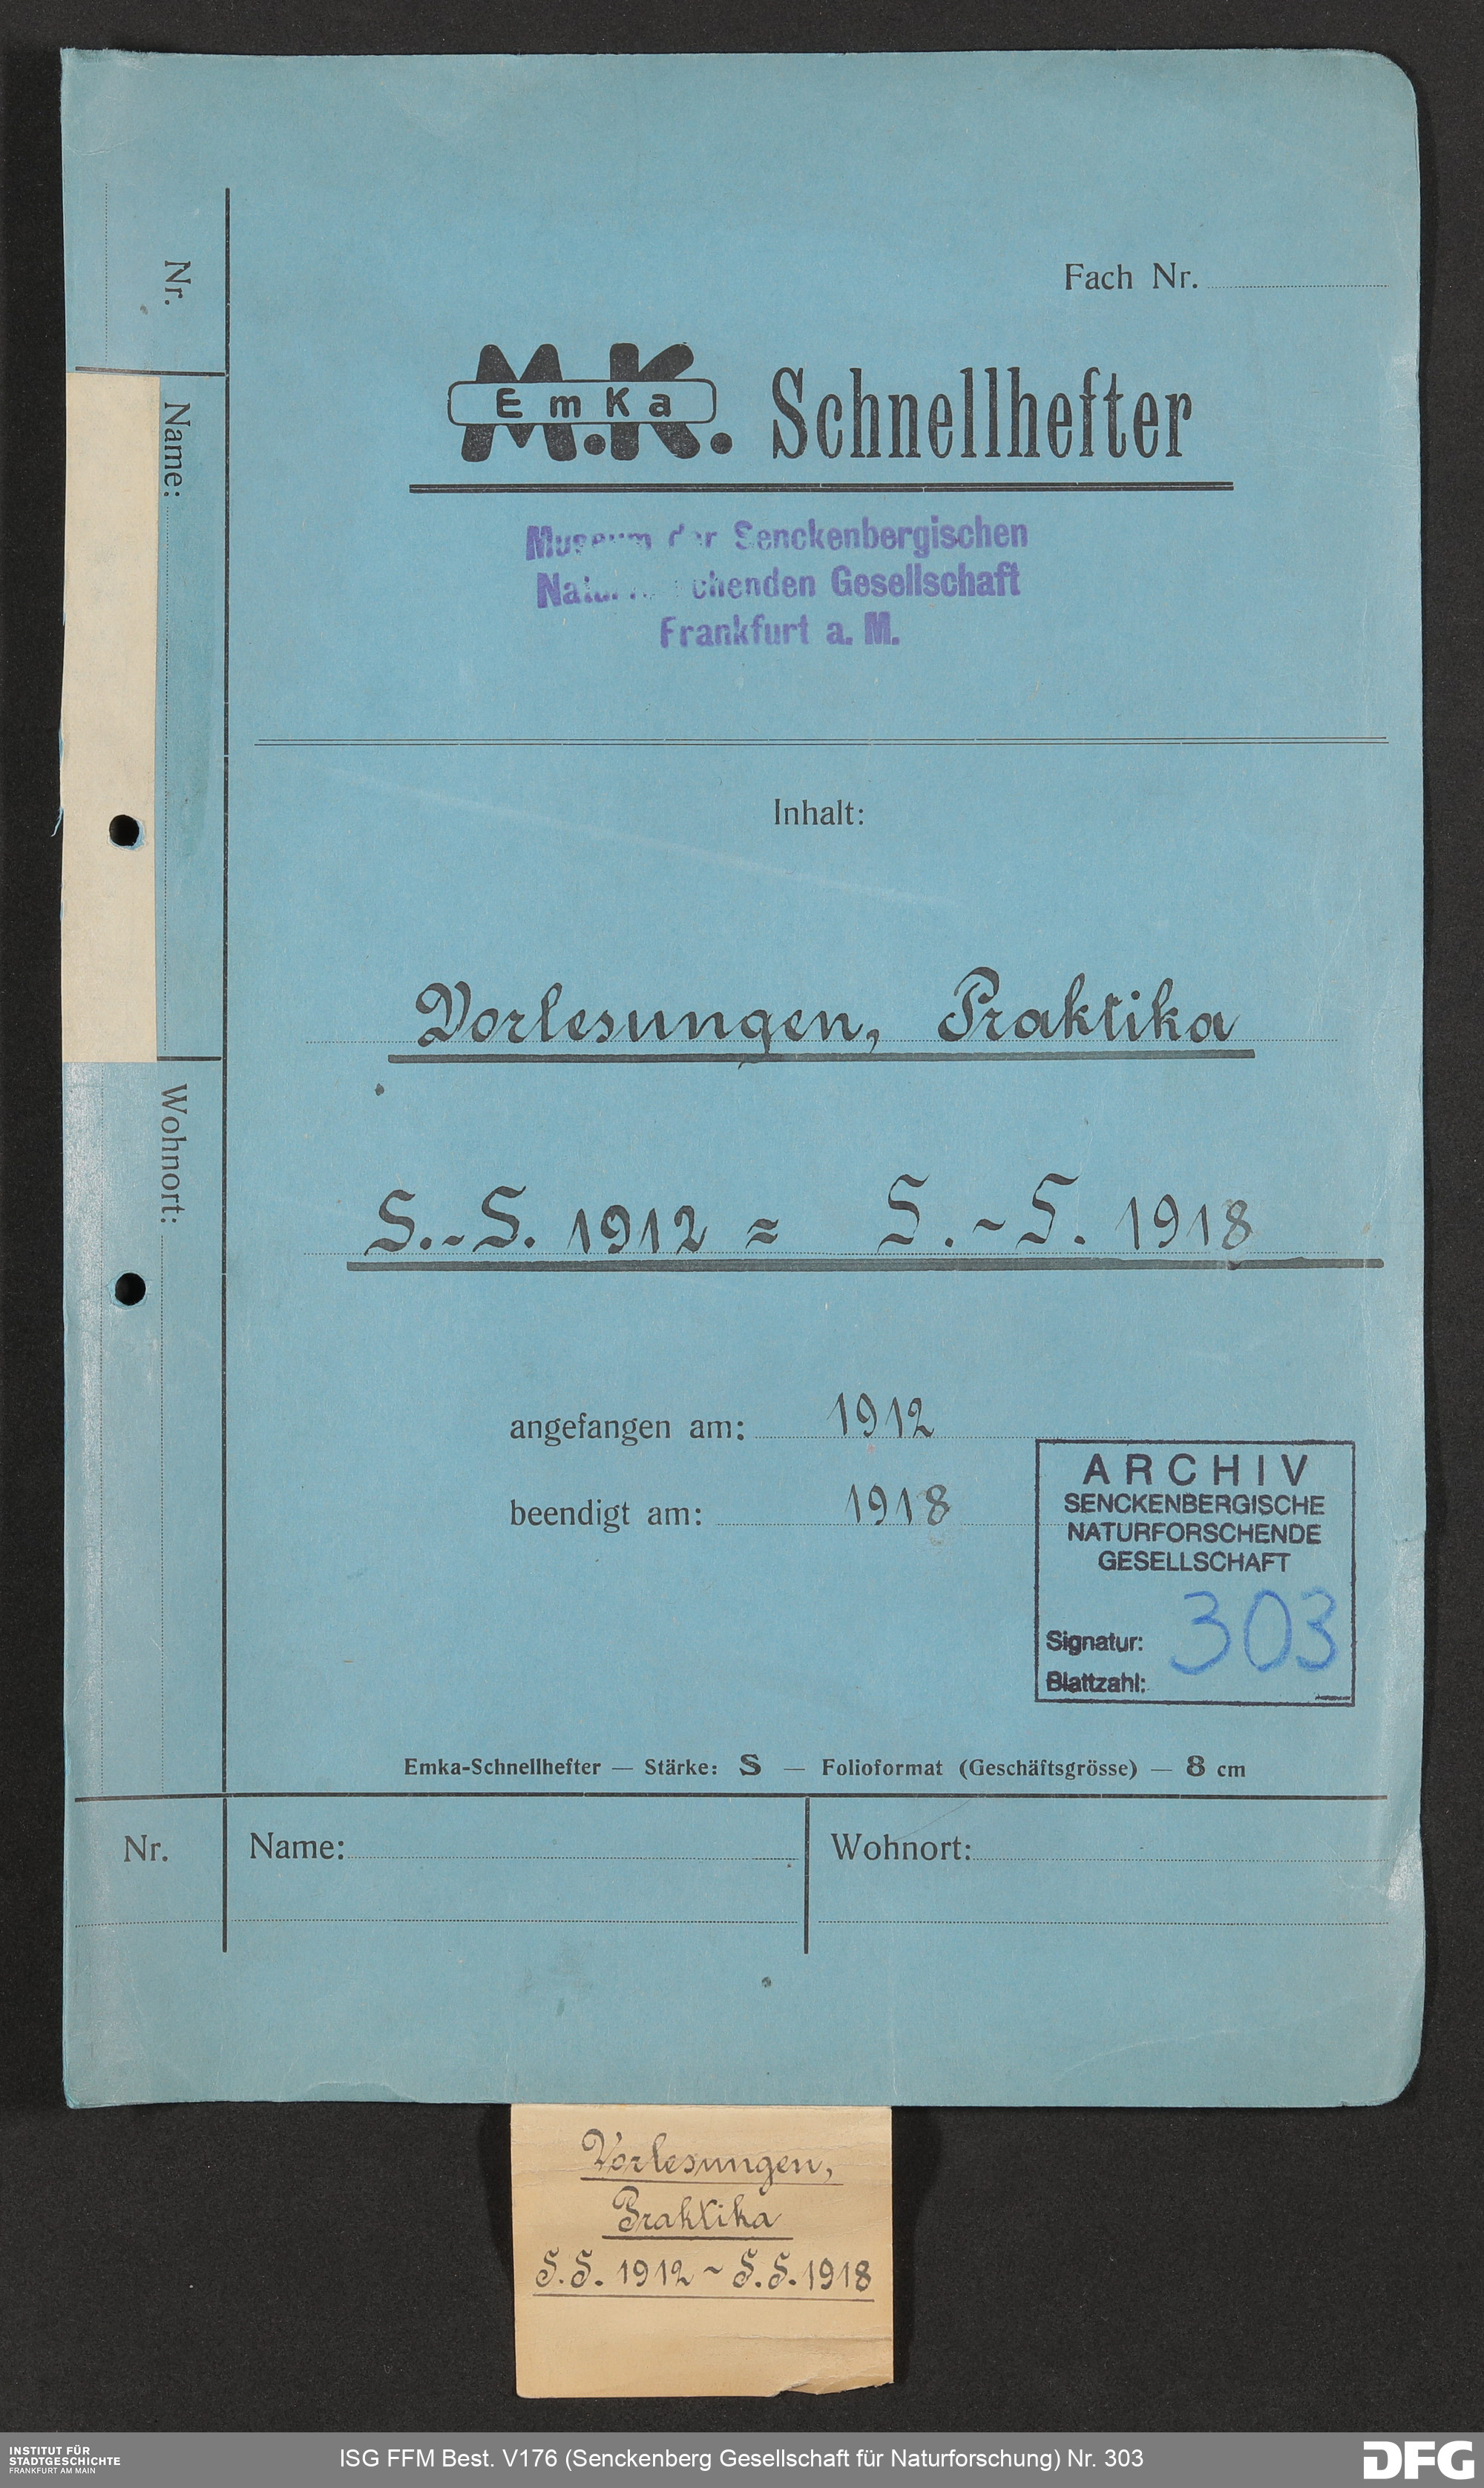 Fach Nr.
M.K.
EmKa
Schnellhefter
Museum der Senckenbergischen
Naturforschenden Gesellschaft
Frankfurt a. M.
Inhalt:
Vorlesungen, Praktika
S.-S. 1912 = S.-S. 1918
angefangen am: 1912
beendigt am: 1918
ARCHIV
SENCKENBERGISCHE
NATURFORSCHENDE
GESELLSCHAFT
Signatur: 303
Blattzahl:
Emka-Schnellhefter — Stärke: S — Folioformat (Geschäftsgrösse) — 8 cm
Nr.
Name:
Wohnort:
Nr.
Name:
Wohnort:
Vorlesungen,
Praktika
S.S. 1912 ~ S.S. 1918
INSTITUT FÜR
STADTGESCHICHTE
FRANKFURT AM MAIN
ISG FFM Best. V176 (Senckenberg Gesellschaft für Naturforschung) Nr. 303
DFG